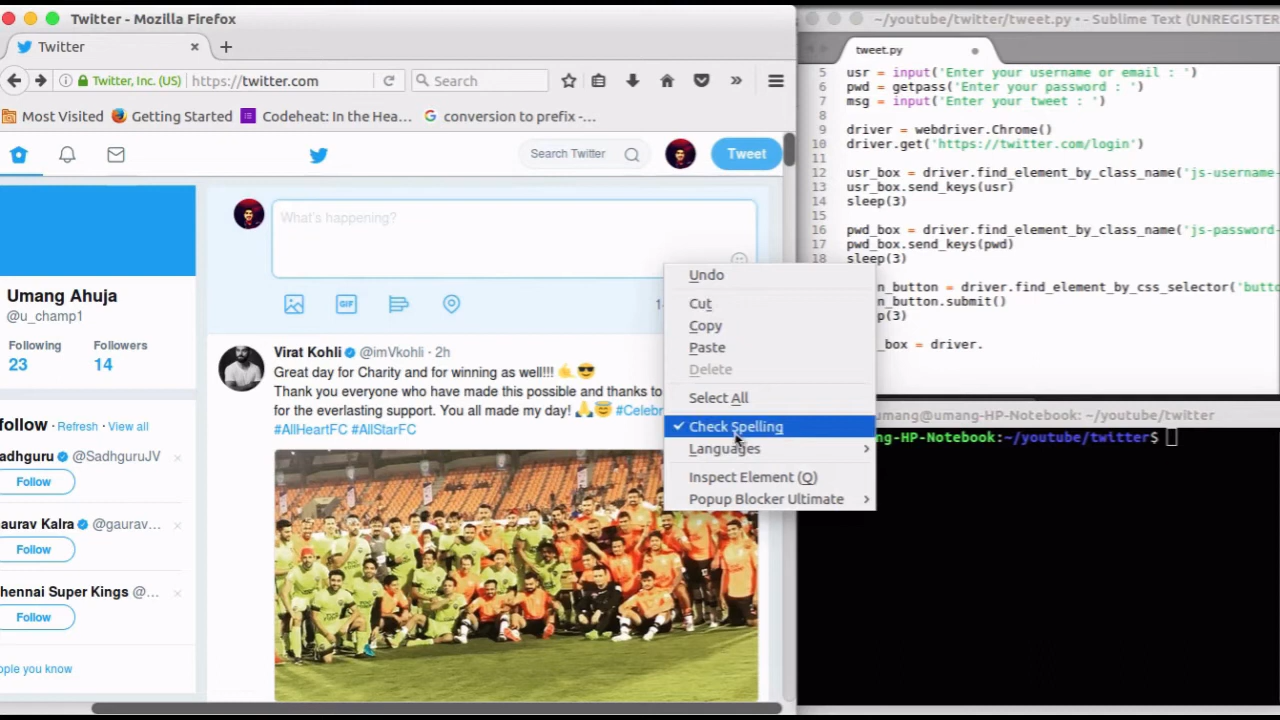 Twitter - Mozilla Firefox
Twitter
Twitter, Inc. (US)
https://twitter.com
Search
Most Visited
Getting Started
Codeheat: In the Hea...
conversion to prefix -...
Search Twitter
Tweet
What's happening?
Umang Ahuja
@u_champ1
Following
Followers
23
14
Refresh · View all
@SadhguruJV
Follow
@gaurav...
Follow
Super Kings @...
Follow
you know
Virat Kohli @imVkohli · 2h
Great day for Charity and for winning as well!!! 🤙😎
Thank you everyone who have made this possible and thanks to
for the everlasting support. You all made my day! 🙏😇 #Celebr
#AllHeartFC #AllStarFC
Undo
Cut
Copy
Paste
Delete
Select All
Check Spelling
Languages
Inspect Element (Q)
Popup Blocker Ultimate
~/youtube/twitter/tweet.py • - Sublime Text (UNREGISTER
tweet.py
5 usr = input('Enter your username or email : ')
6 pwd = getpass('Enter your password : ')
7 msg = input('Enter your tweet : ')
8
9 driver = webdriver.Chrome()
10 driver.get('https://twitter.com/login')
11
12 usr_box = driver.find_element_by_class_name('js-username-
13 usr_box.send_keys(usr)
14 sleep(3)
15
16 pwd_box = driver.find_element_by_class_name('js-password-
17 pwd_box.send_keys(pwd)
18 sleep(3)
n_button = driver.find_element_by_css_selector('butto
n_button.submit()
p(3)
_box = driver.
umang@umang-HP-Notebook: ~/youtube/twitter
ng-HP-Notebook:~/youtube/twitter$